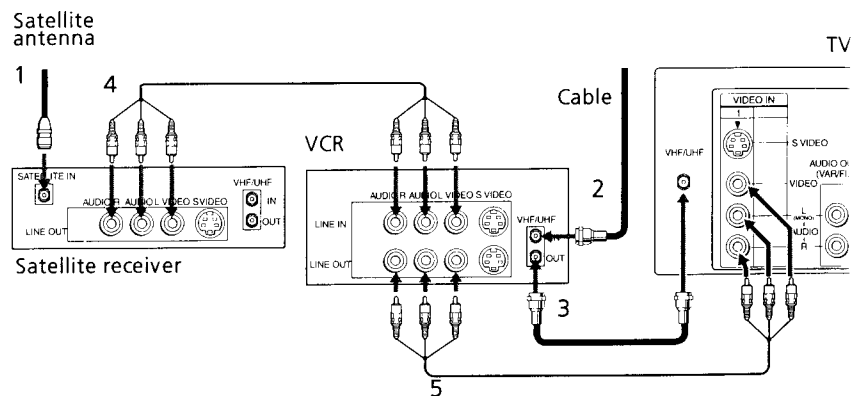 Satellite
antenna
1
4
TV
Cable
VCR
2
VIDEO IN
1
S VIDEO
VHF/UHF
AUDIO
VIDEO
L
(MONO)
AUDIO
R
SATELLITE IN
AUDIO R AUDIO L VIDEO S VIDEO
VHF/UHF
IN
OUT
LINE OUT
Satellite receiver
AUDIO R AUDIO L VIDEO S VIDEO
LINE IN
VHF/UHF
IN
LINE OUT
OUT
3
5